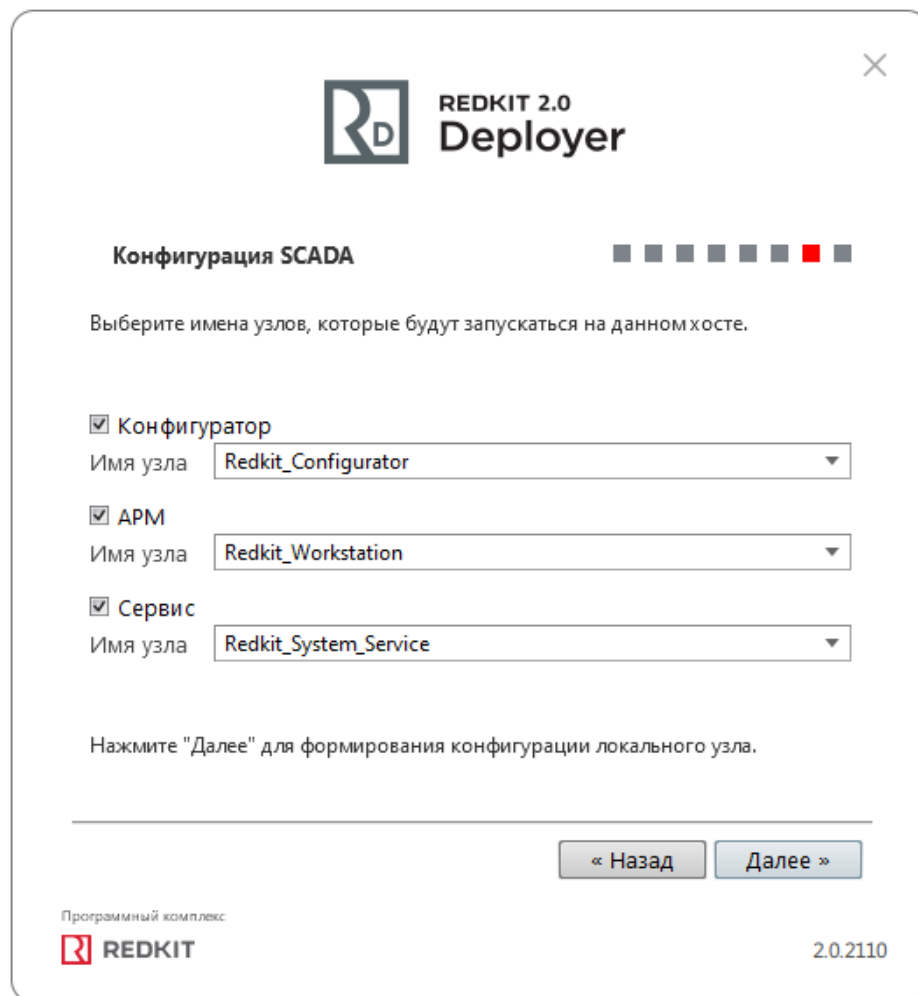 RD
REDKIT 2.0
Deployer
Конфигурация SCADA
Выберите имена узлов, которые будут запускаться на данном хосте.
Конфигуратор
Имя узла Redkit_Configurator
АРМ
Имя узла Redkit_Workstation
Сервис
Имя узла Redkit_System_Service
Нажмите "Далее" для формирования конфигурации локального узла.
« Назад Далее »
Программный комплекс
REDKIT 2.0.2110